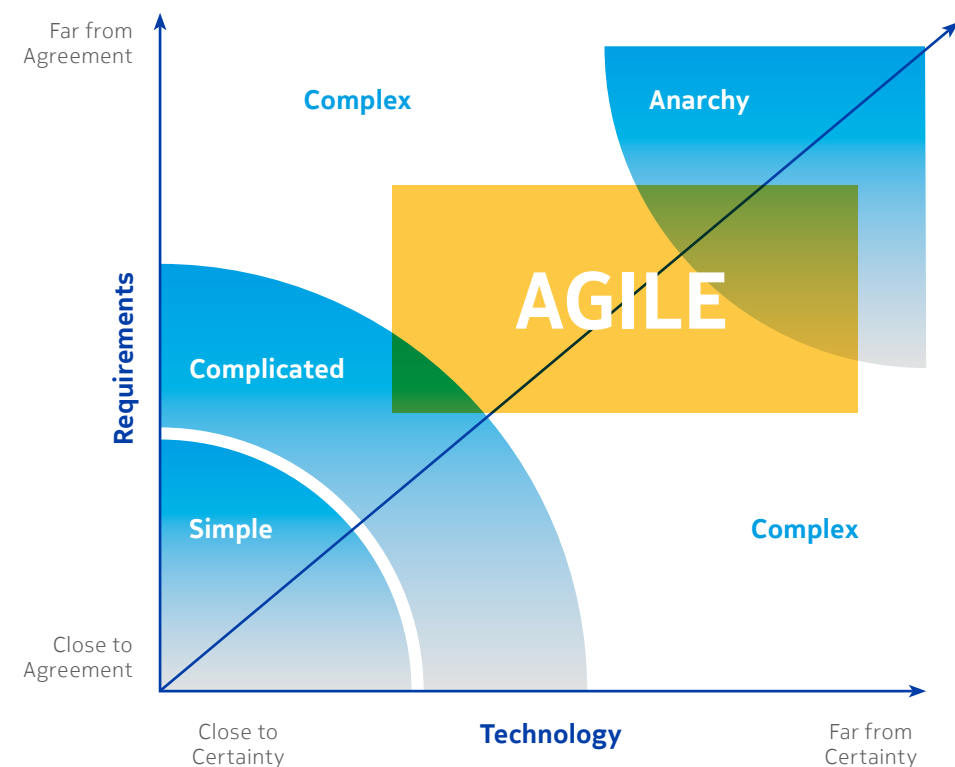 Far from
Agreement
Complex
Anarchy
AGILE
Requirements
Complicated
Simple
Complex
Close to
Agreement
Close to
Certainty
Technology
Far from
Certainty